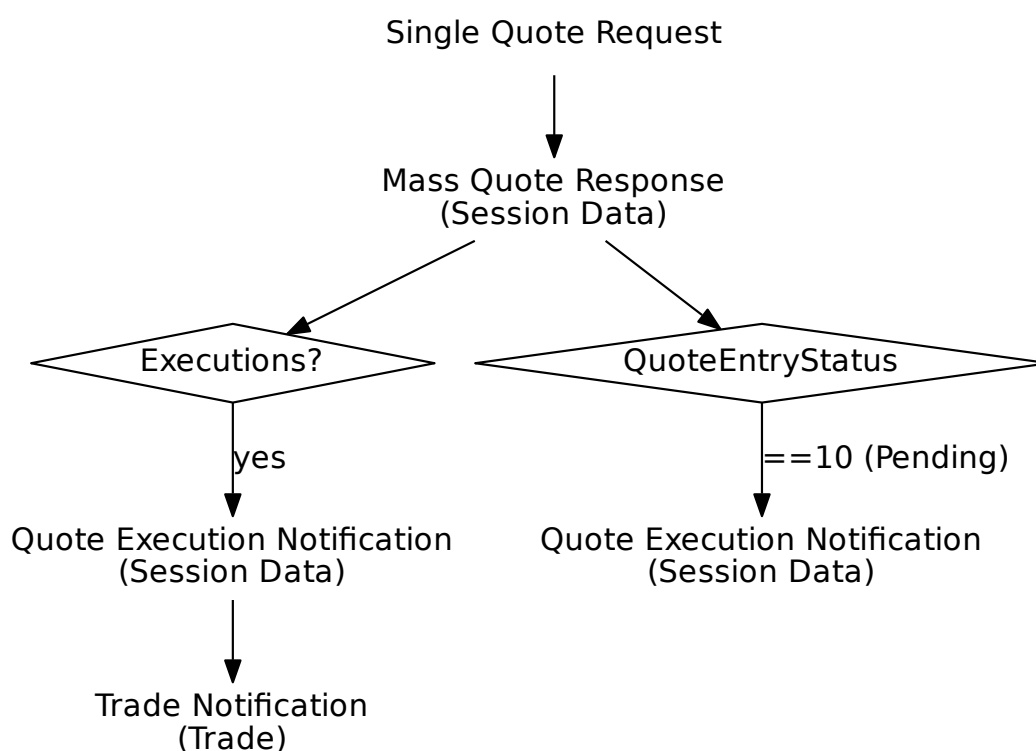 Single Quote Request
Mass Quote Response
(Session Data)
Executions?
QuoteEntryStatus
yes
==10 (Pending)
Quote Execution Notification
(Session Data)
Quote Execution Notification
(Session Data)
Trade Notification
(Trade)